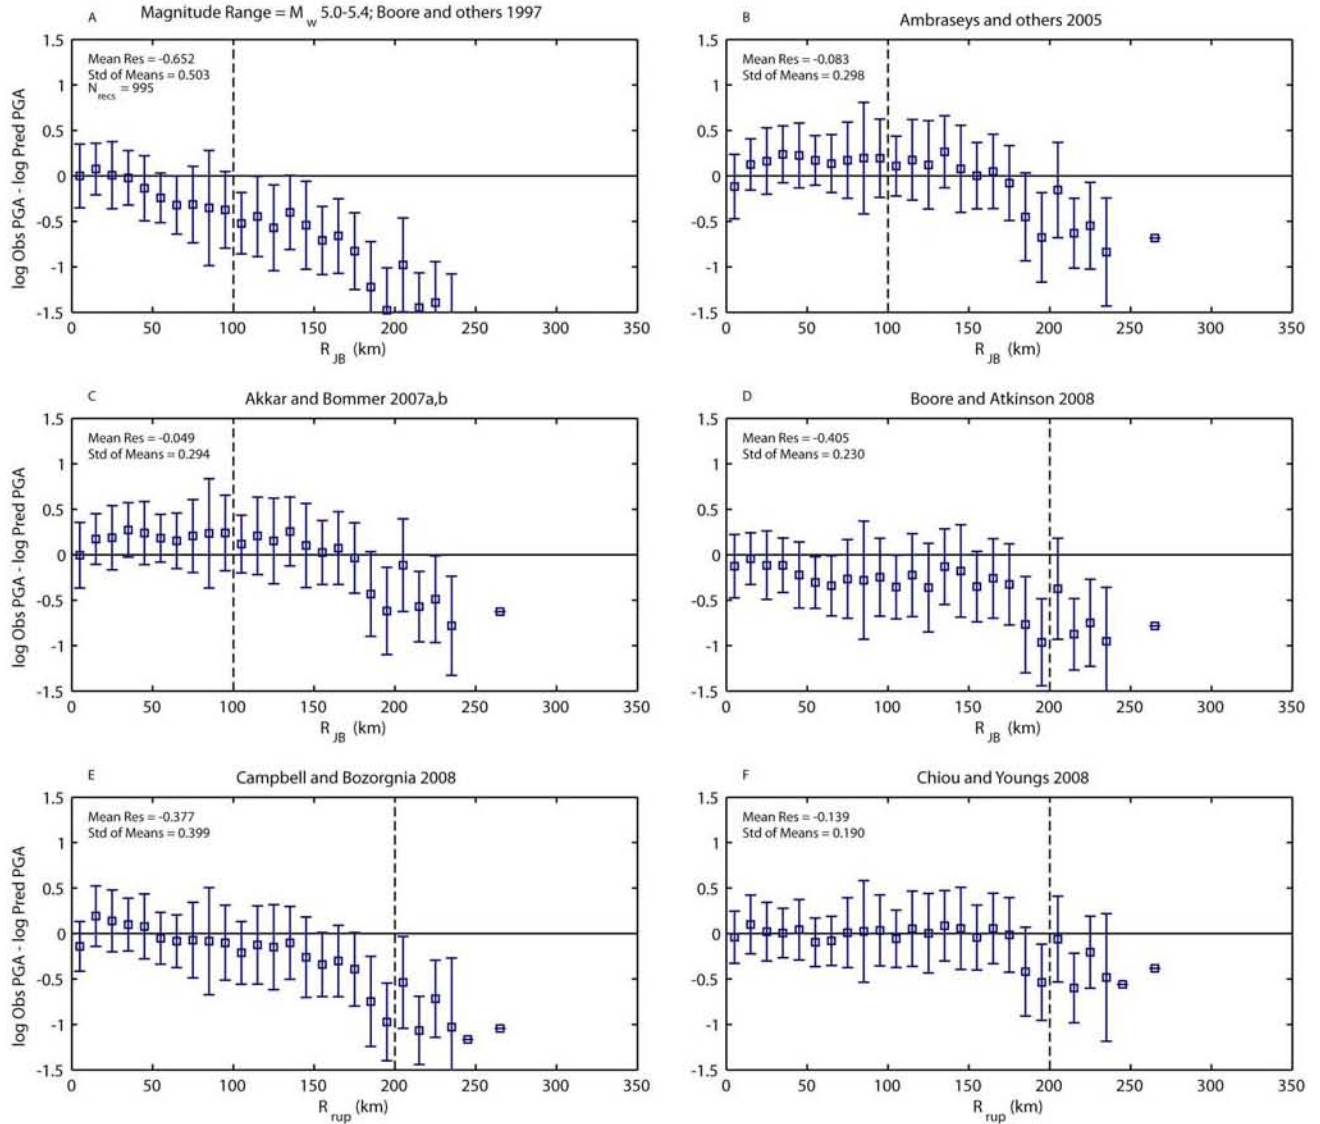 A Magnitude Range = M w 5.0-5.4; Boore and others 1997
Mean Res = -0.652
Std of Means = 0.503
N recs = 995
1.5
1
0.5
0
-0.5
-1
-1.5
log Obs PGA - log Pred PGA
0 50 100 150 200 250 300 350
R JB (km)
B Ambraseys and others 2005
Mean Res = -0.083
Std of Means = 0.298
1.5
1
0.5
0
-0.5
-1
-1.5
0 50 100 150 200 250 300 350
R JB (km)
C Akkar and Bommer 2007a,b
Mean Res = -0.049
Std of Means = 0.294
1.5
1
0.5
0
-0.5
-1
-1.5
log Obs PGA - log Pred PGA
0 50 100 150 200 250 300 350
R JB (km)
D Boore and Atkinson 2008
Mean Res = -0.405
Std of Means = 0.230
1.5
1
0.5
0
-0.5
-1
-1.5
0 50 100 150 200 250 300 350
R JB (km)
E Campbell and Bozorgnia 2008
Mean Res = -0.377
Std of Means = 0.399
1.5
1
0.5
0
-0.5
-1
-1.5
log Obs PGA - log Pred PGA
0 50 100 150 200 250 300 350
R rup (km)
F Chiou and Youngs 2008
Mean Res = -0.139
Std of Means = 0.190
1.5
1
0.5
0
-0.5
-1
-1.5
0 50 100 150 200 250 300 350
R rup (km)